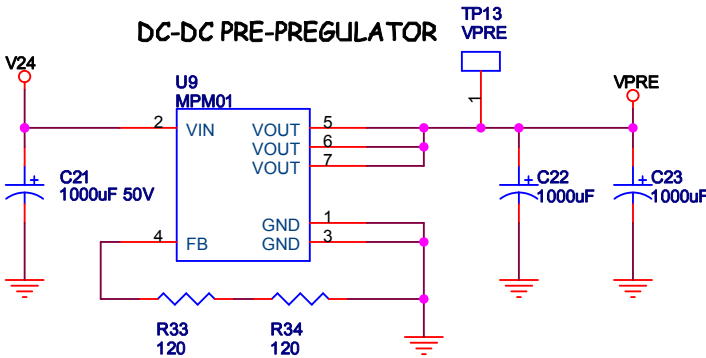 DC-DC PRE-PREGULATOR
TP13
VPRE
V24
U9
MPM01
VPRE
1
2 VIN VOUT 5
VOUT 6
VOUT 7
C21
1000uF 50V
C22
1000uF
C23
1000uF
GND 1
4 FB GND 3
R33
120
R34
120